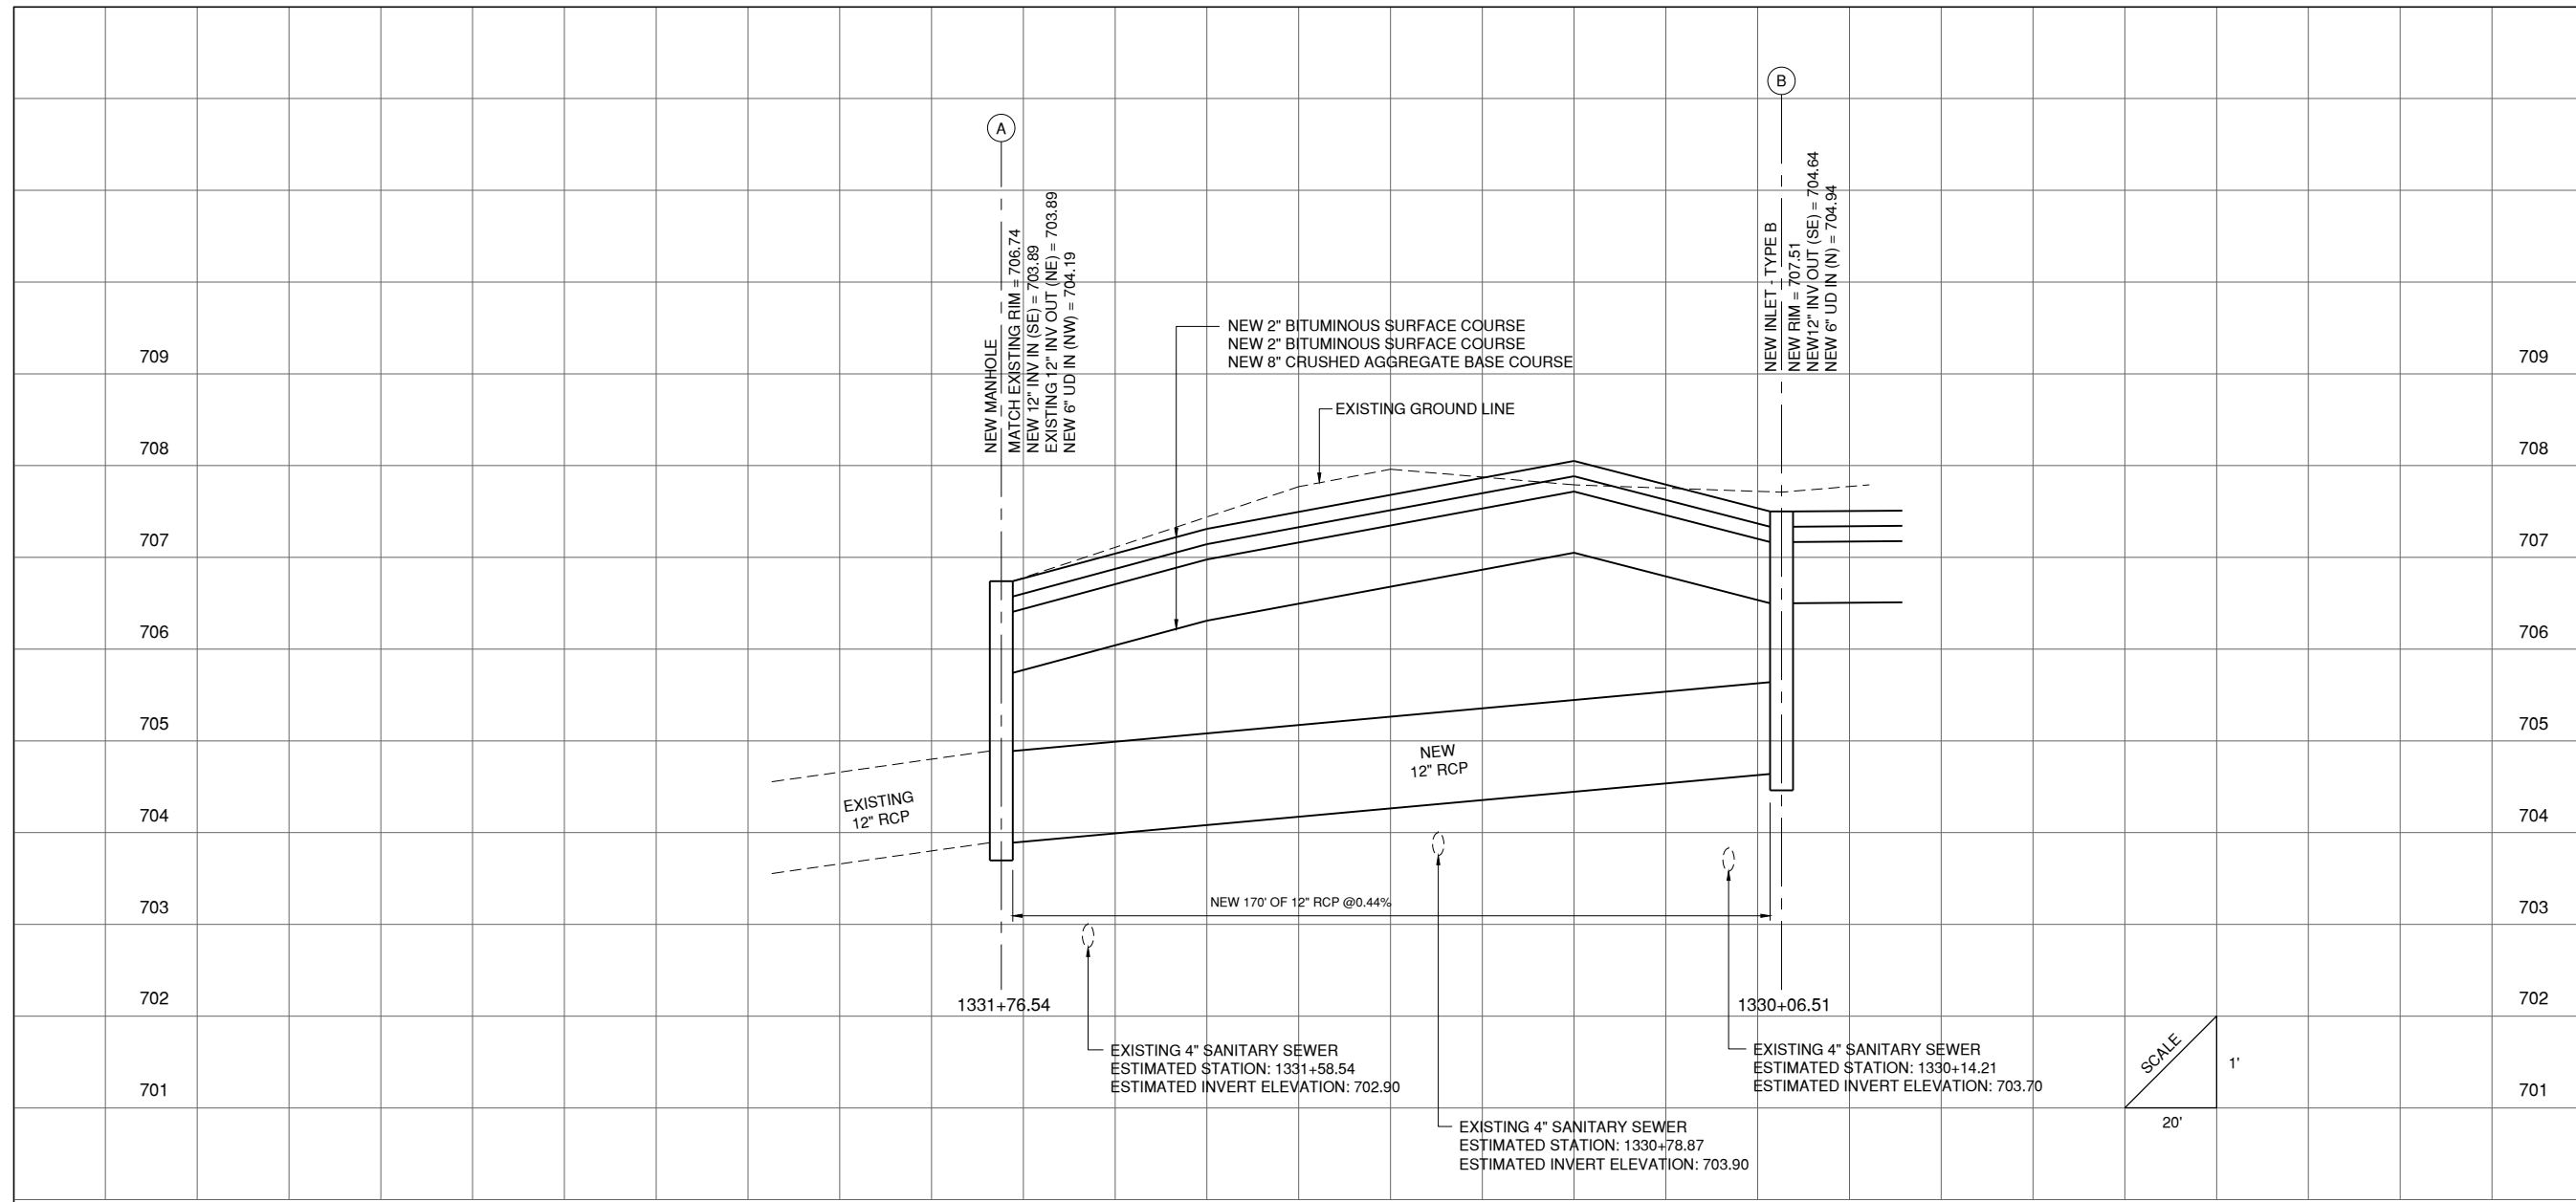 B
A
NEW MANHOLE
MATCH EXISTING RIM = 706.74
NEW 12" INV IN (SE) = 703.89
EXISTING 12" INV OUT (NE) = 703.89
NEW 6" UD IN (NW) = 704.19
NEW INLET - TYPE B
NEW RIM = 707.51
NEW12" INV OUT (SE) = 704.64
NEW 6" UD IN (N) = 704.94
NEW 2" BITUMINOUS SURFACE COURSE
NEW 2" BITUMINOUS SURFACE COURSE
NEW 8" CRUSHED AGGREGATE BASE COURSE
EXISTING GROUND LINE
709
709
708
708
707
707
706
706
705
705
NEW
12" RCP
EXISTING
12" RCP
704
704
703
NEW 170' OF 12" RCP @0.44%
703
702
1331+76.54
1330+06.51
702
EXISTING 4" SANITARY SEWER
ESTIMATED STATION: 1331+58.54
ESTIMATED INVERT ELEVATION: 702.90
EXISTING 4" SANITARY SEWER
ESTIMATED STATION: 1330+14.21
ESTIMATED INVERT ELEVATION: 703.70
SCALE
1'
20'
701
701
EXISTING 4" SANITARY SEWER
ESTIMATED STATION: 1330+78.87
ESTIMATED INVERT ELEVATION: 703.90